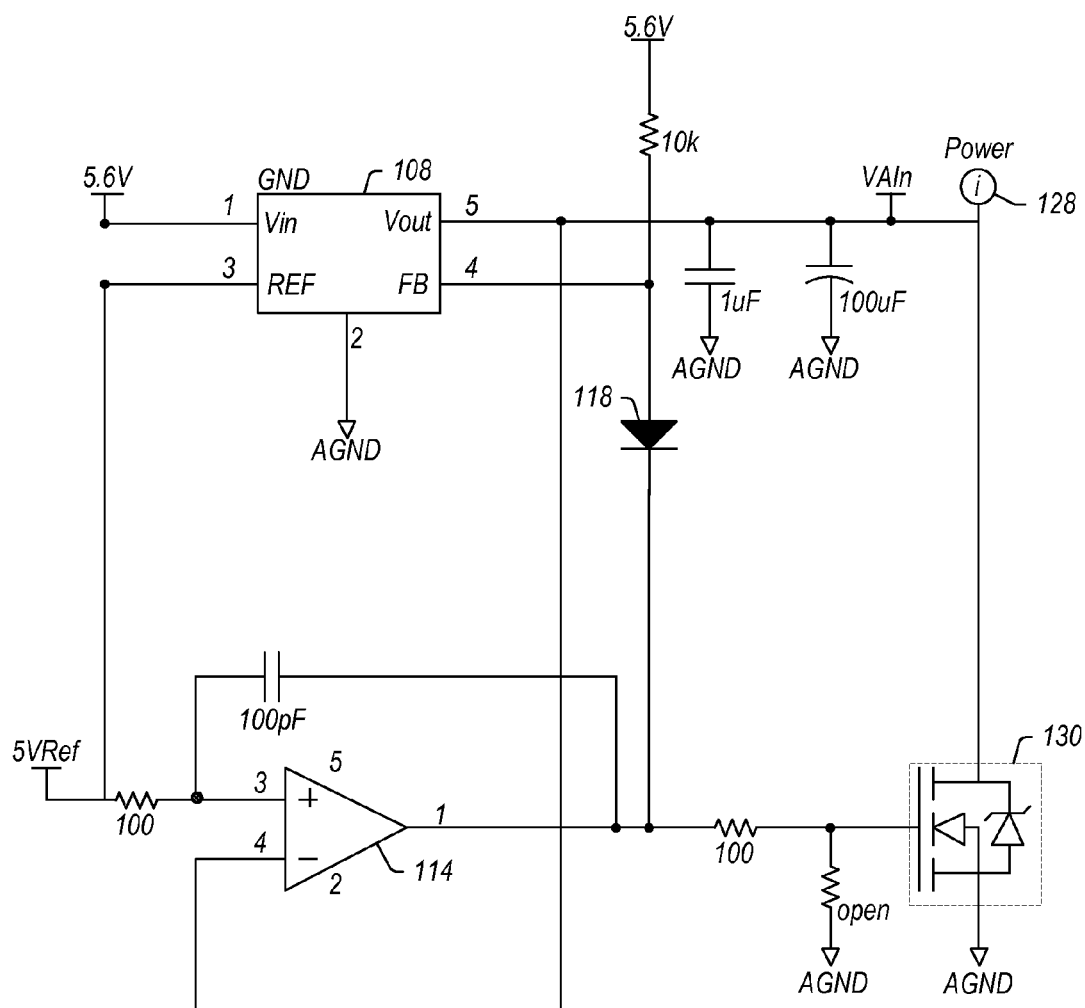 5.6V
10k
Power
i
128
VAIn
5.6V
GND
108
1
Vin
Vout
5
3
REF
FB
4
2
1uF
100uF
AGND
AGND
AGND
118
100pF
5VRef
100
3
+
5
1
4
−
2
114
100
open
130
AGND
AGND